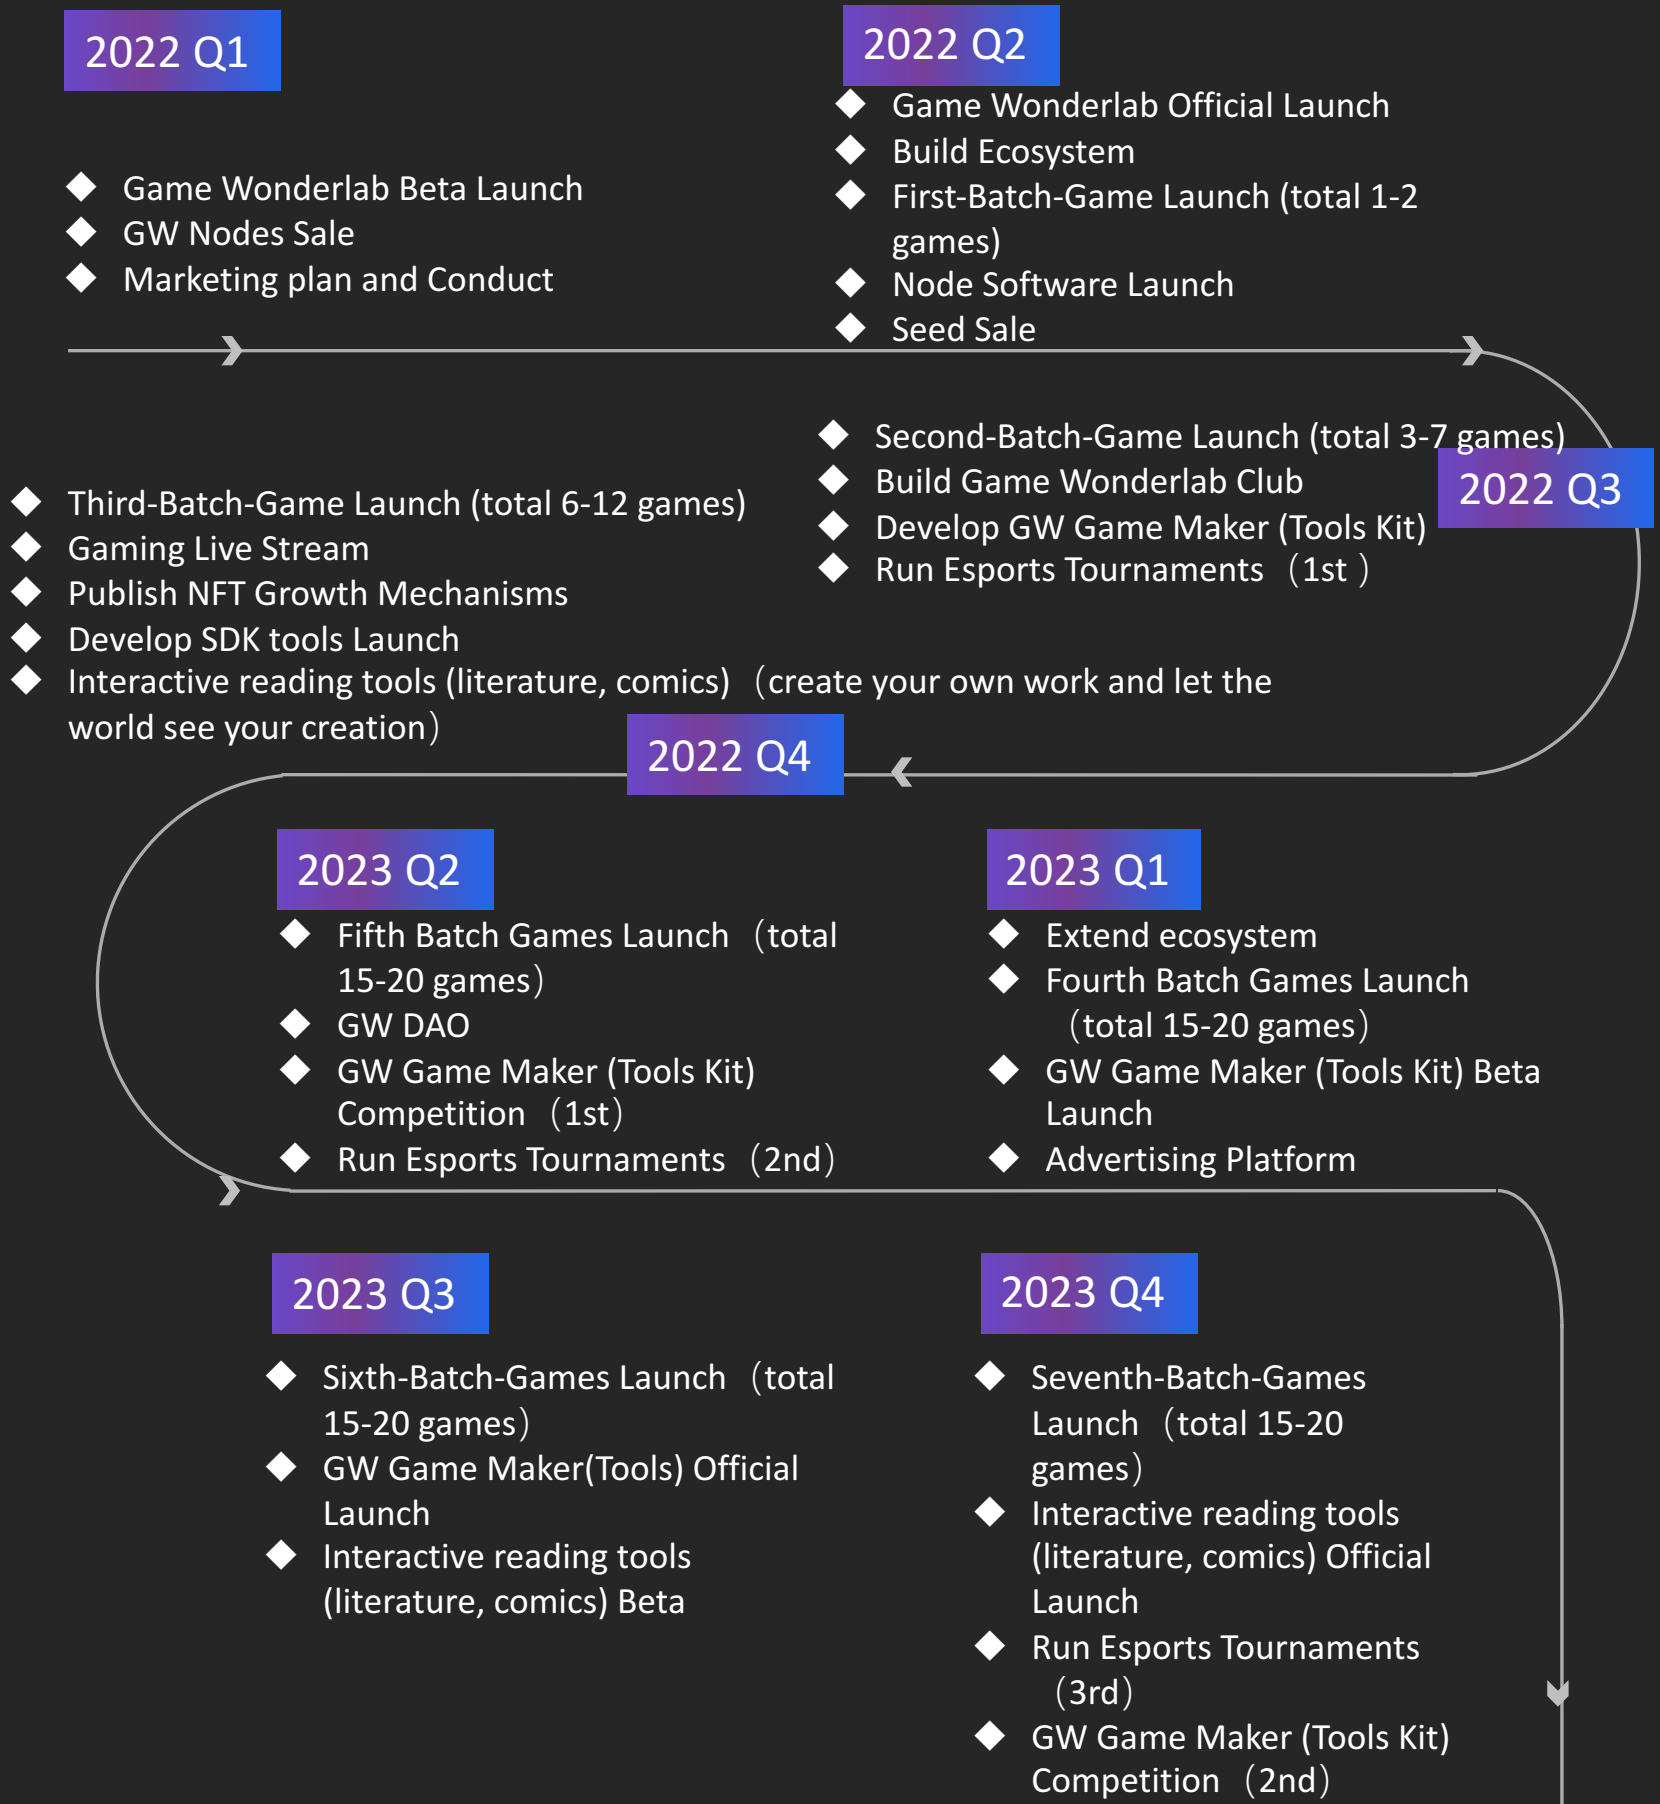 2022 Q1
Game Wonderlab Beta Launch
GW Nodes Sale
Marketing plan and Conduct
2022 Q2
Game Wonderlab Official Launch
Build Ecosystem
First-Batch-Game Launch (total 1-2
games)
Node Software Launch
Seed Sale
2022 Q3
Second-Batch-Game Launch (total 3-7 games)
Build Game Wonderlab Club
Develop GW Game Maker (Tools Kit)
Run Esports Tournaments（1st ）
Third-Batch-Game Launch (total 6-12 games)
Gaming Live Stream
Publish NFT Growth Mechanisms
Develop SDK tools Launch
Interactive reading tools (literature, comics)（create your own work and let the
world see your creation）
2022 Q4
2023 Q2
Fifth Batch Games Launch（total
15-20 games）
GW DAO
GW Game Maker (Tools Kit)
Competition（1st）
Run Esports Tournaments（2nd）
2023 Q1
Extend ecosystem
Fourth Batch Games Launch
（total 15-20 games）
GW Game Maker (Tools Kit) Beta
Launch
Advertising Platform
2023 Q3
Sixth-Batch-Games Launch（total
15-20 games）
GW Game Maker(Tools) Official
Launch
Interactive reading tools
(literature, comics) Beta
2023 Q4
Seventh-Batch-Games
Launch（total 15-20
games）
Interactive reading tools
(literature, comics) Official
Launch
Run Esports Tournaments
（3rd）
GW Game Maker (Tools Kit)
Competition（2nd）